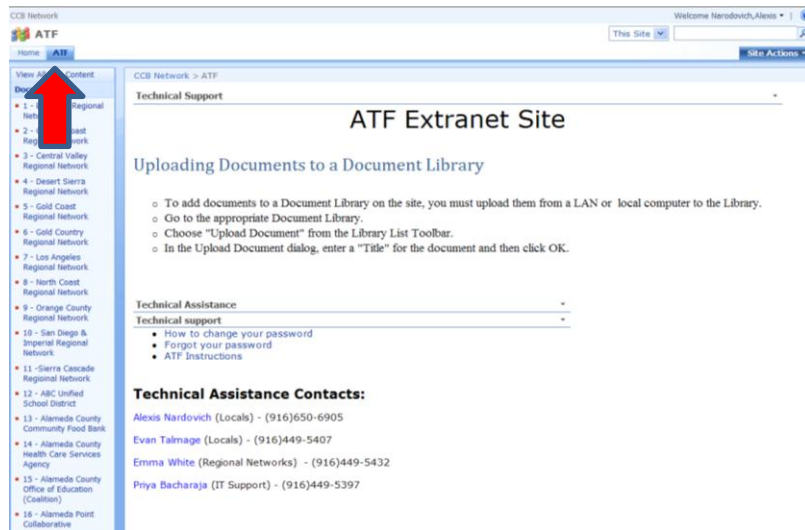 CCB Network
Welcome Narodovich,Alexis
ATF
This Site
Home ATF
Site Actions
View All Content
CCB Network > ATF
Technical Support
ATF Extranet Site
Uploading Documents to a Document Library
To add documents to a Document Library on the site, you must upload them from a LAN or local computer to the Library.
Go to the appropriate Document Library.
Choose "Upload Document" from the Library List Toolbar.
In the Upload Document dialog, enter a "Title" for the document and then click OK.
Technical Assistance
Technical support
How to change your password
Forgot your password
ATF Instructions
Technical Assistance Contacts:
Alexis Nardovich (Locals) - (916)650-6905
Evan Talmage (Locals) - (916)449-5407
Emma White (Regional Networks) - (916)449-5432
Priya Bacharaja (IT Support) - (916)449-5397
1 - Regional
2 -
3 - Central Valley
Regional Network
4 - Desert Sierra
Regional Network
5 - Gold Coast
Regional Network
6 - Gold Country
Regional Network
7 - Los Angeles
Regional Network
8 - North Coast
Regional Network
9 - Orange County
Regional Network
10 - San Diego &
Imperial Regional
Network
11 -Sierra Cascade
Regional Network
12 - ABC Unified
School District
13 - Alameda County
Community Food Bank
14 - Alameda County
Health Care Services
Agency
15 - Alameda County
Office of Education
(Coalition)
16 - Alameda Point
Collaborative